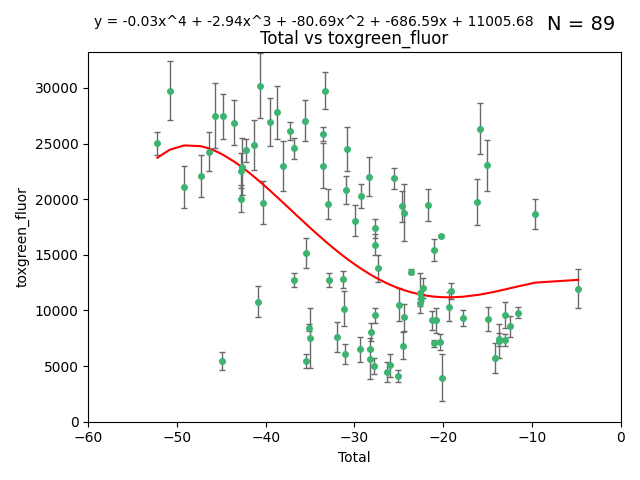 y = -0.03x^4 + -2.94x^3 + -80.69x^2 + -686.59x + 11005.68
N = 89
Total vs toxgreen_fluor
30000
25000
20000
15000
10000
5000
0
toxgreen_fluor
−60
−50
−40
−30
−20
−10
0
Total